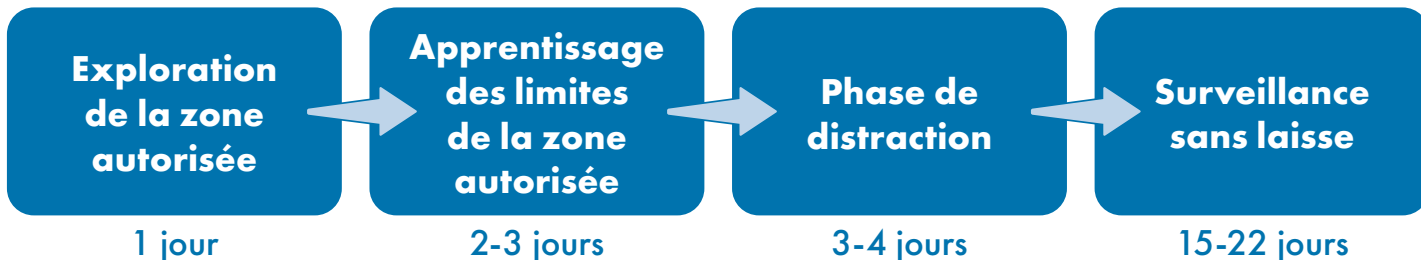 Exploration
de la zone
autorisée
1 jour
Apprentissage
des limites
de la zone
autorisée
2-3 jours
Phase de
distraction
3-4 jours
Surveillance
sans laisse
15-22 jours